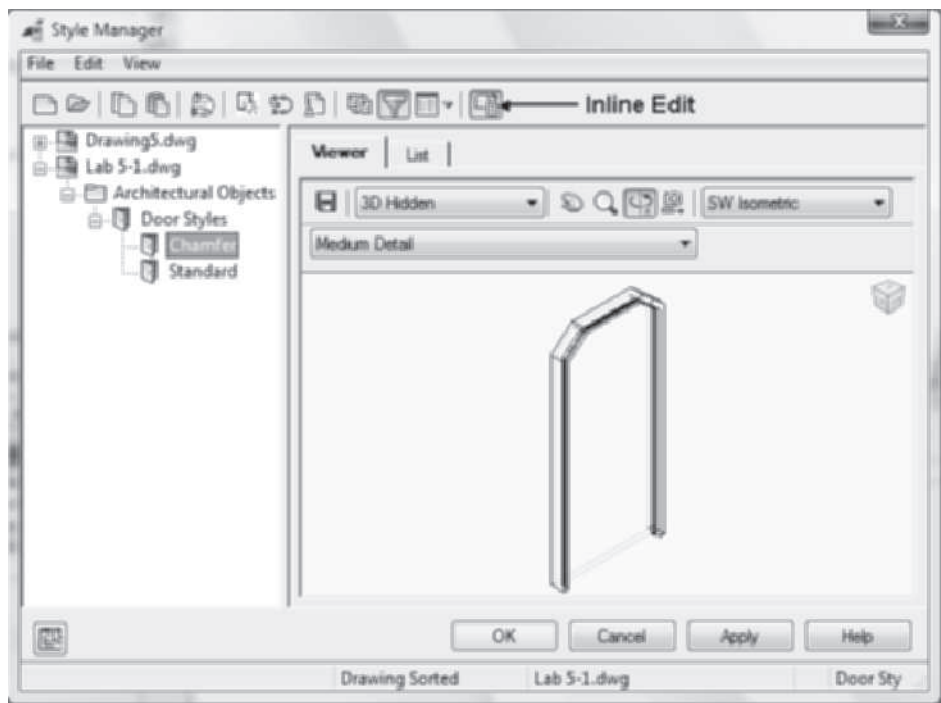 Style Manager
File Edit View
Inline Edit
Drawing5.dwg
Lab 5-1.dwg
Architectural Objects
Door Styles
Chamfer
Standard
Viewer List
3D Hidden SW Isometric
Medium Detail
OK Cancel Apply Help
Drawing Sorted Lab 5-1.dwg Door Sty